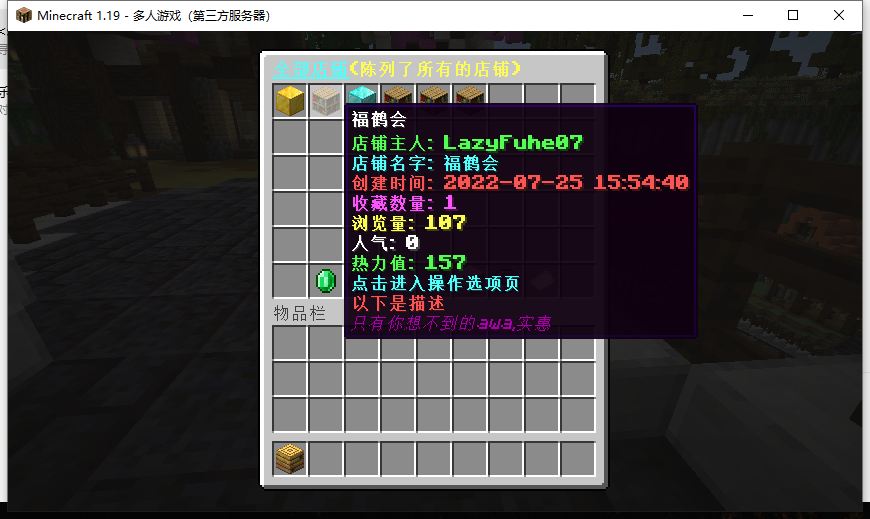 Minecraft 1.19 - 多人游戏（第三方服务器）
全部店铺《陈列了所有的店铺》
福鹤会
店铺主人: LazyFuhe07
店铺名字: 福鹤会
创建时间: 2022-07-25 15:54:40
收藏数量: 1
浏览量: 107
人气: 0
热力值: 157
点击进入操作选项页
以下是描述
只有你想不到的awa,实惠
物品栏